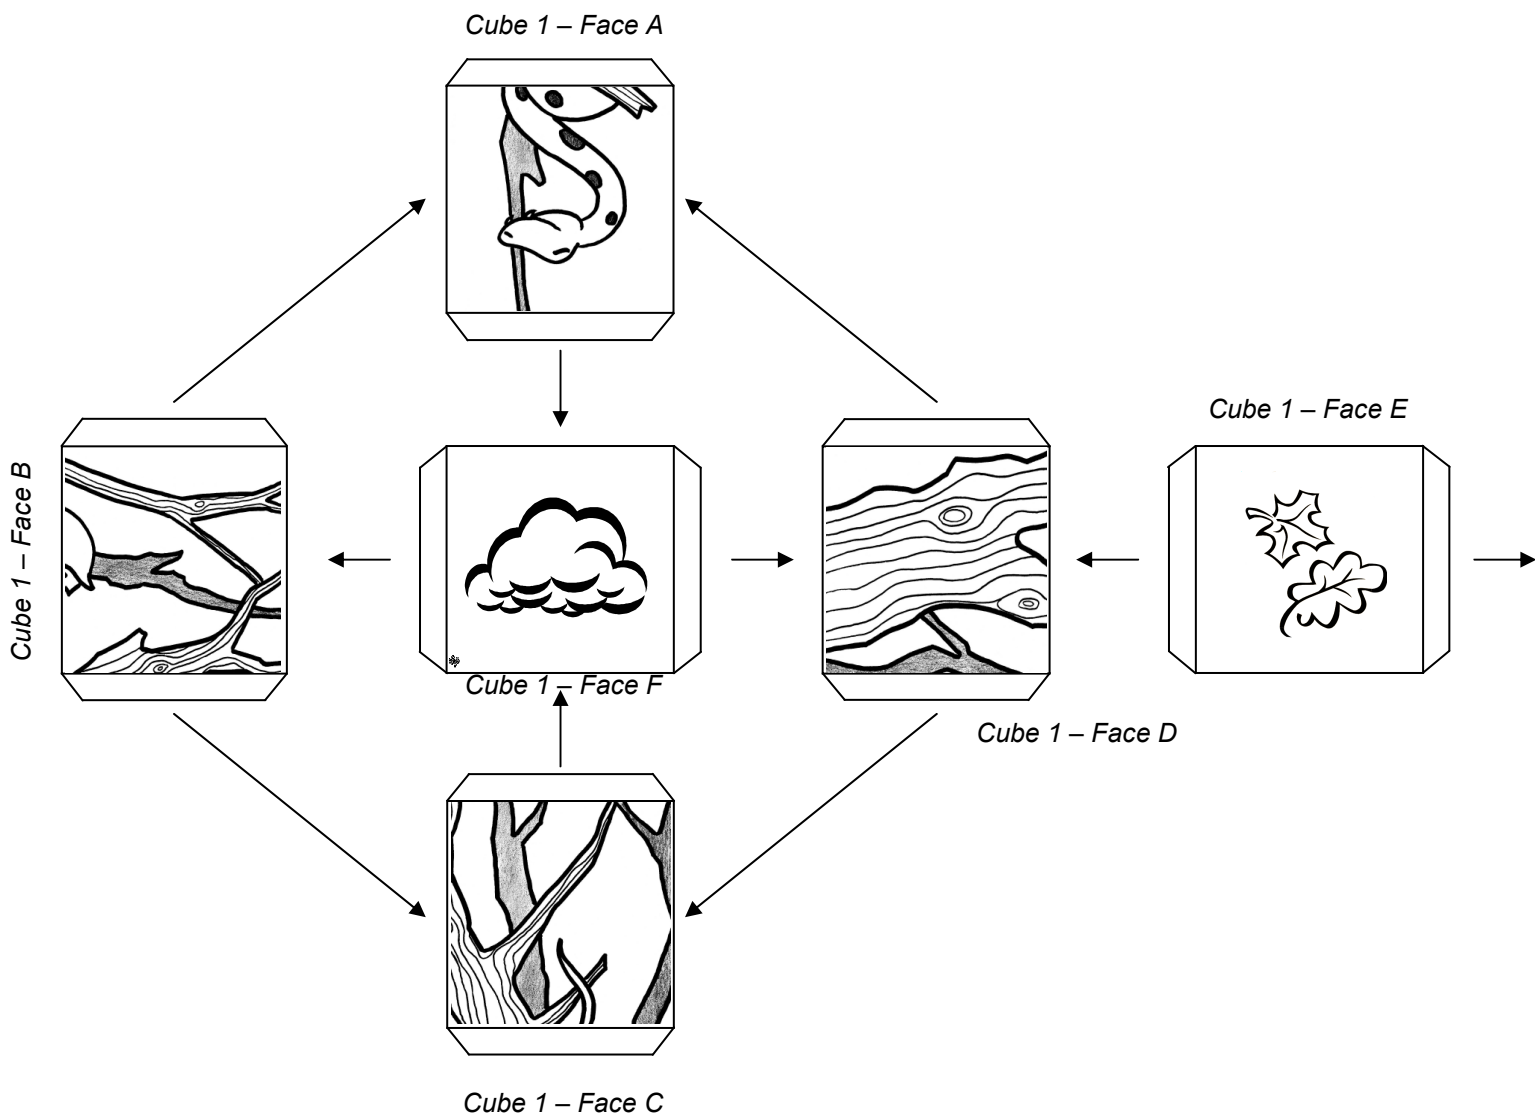 Cube 1 – Face A
Cube 1 – Face E
Cube 1 – Face B
Cube 1 – Face F
Cube 1 – Face D
Cube 1 – Face C